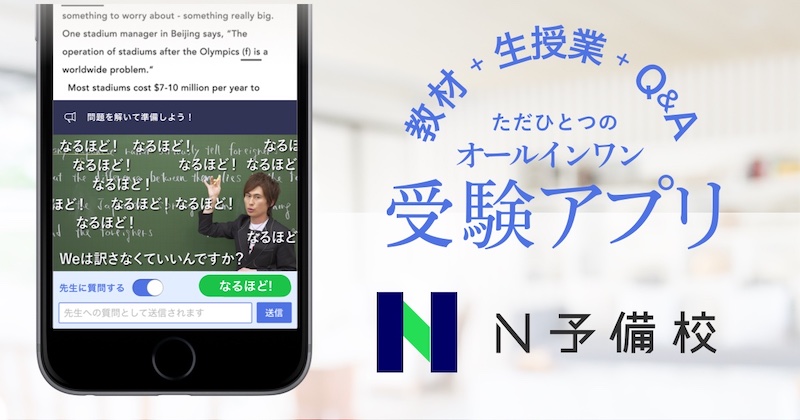 something to worry about - something really big.
One stadium manager in Beijing says, "The
operation of stadiums after the Olympics (f) is a
worldwide problem."
Most stadiums cost $7-10 million per year to
問題を解いて準備しよう！
なるほど！ なるほど！ なるほど！
なるほど！ なるほど！ なるほど！
なるほど！
なるほど！ なるほど！ なるほど！
なるほど！
なるほど
Weは訳さなくていいんですか？
先生に質問する
なるほど!
先生への質問として送信されます
送信
教材 + 生授業 + Q&A
ただひとつの
オールインワン
受験アプリ
N予備校